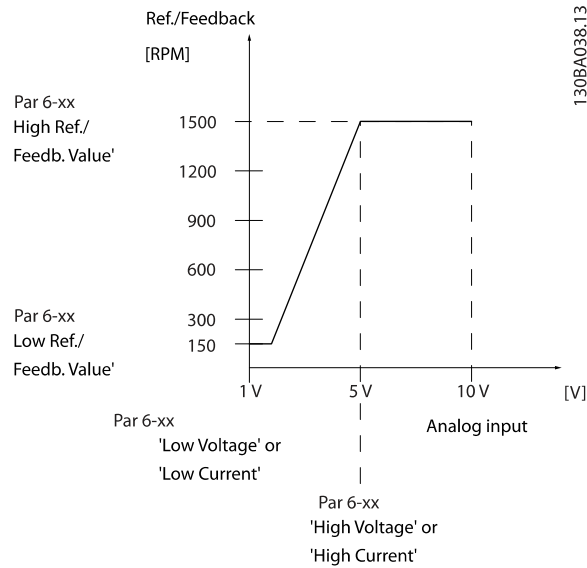 Ref./Feedback
[RPM]
130BA038.13
Par 6-xx
High Ref./
Feedb. Value'
1500
1200
900
600
300
150
Par 6-xx
Low Ref./
Feedb. Value'
1 V
5 V
10 V
[V]
Analog input
Par 6-xx
'Low Voltage' or
'Low Current'
Par 6-xx
'High Voltage' or
'High Current'